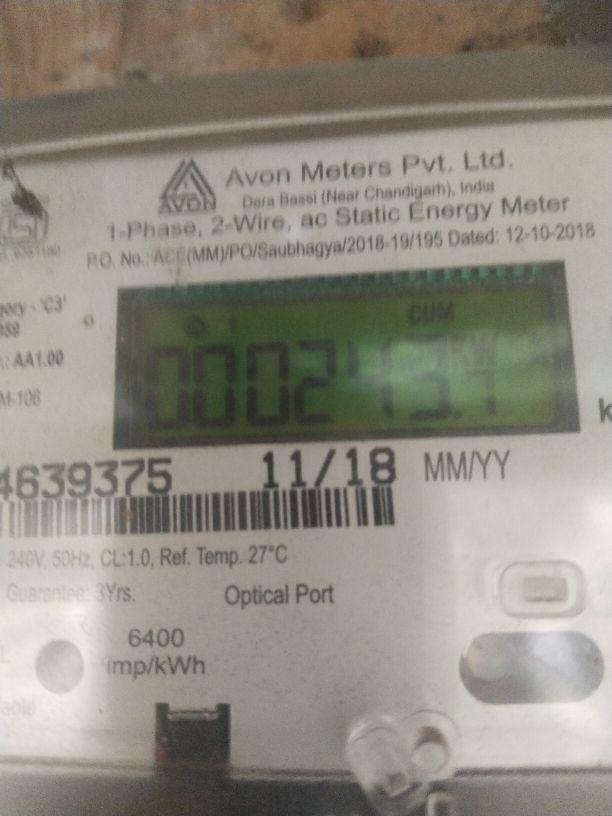 Avon Meters Pvt. Ltd.
AVON
Dera Bassi (Near Chandigarh), India
1-Phase, 2-Wire, ac Static Energy Meter
P.O. No.: ACE(MM)/PO/Saubhagya/2018-19/195 Dated: 12-10-2018
gory - 'C3'
.: AA1.00
M-106
CUM
KW
k
4639375 11/18 MM/YY
240V, 50Hz, CL:1.0, Ref. Temp. 27°C
Guarantee: 3Yrs. Optical Port
6400
imp/kWh